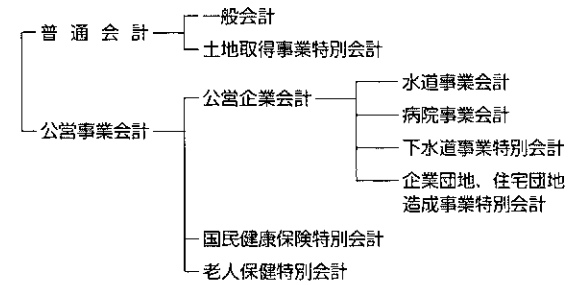 一般会計
普通会計
土地取得事業特別会計
水道事業会計
公営企業会計
病院事業会計
公営事業会計
下水道事業特別会計
企業団地、住宅団地
造成事業特別会計
国民健康保険特別会計
老人保健特別会計